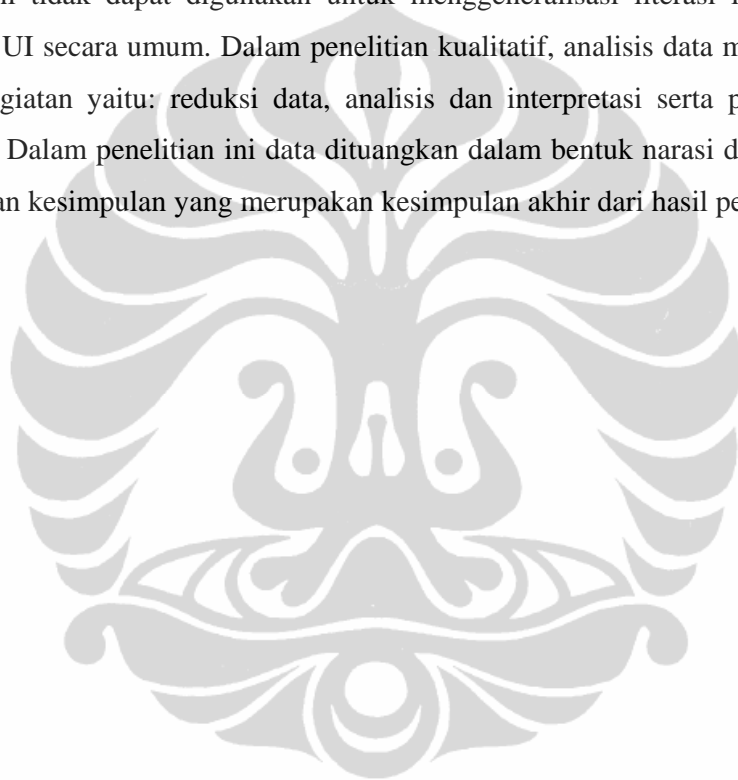 tidak dapat digunakan untuk menggeneralisasi literasi
UI secara umum. Dalam penelitian kualitatif, analisis data
giatan yaitu: reduksi data, analisis dan interpretasi serta
Dalam penelitian ini data dituangkan dalam bentuk narasi
an kesimpulan yang merupakan kesimpulan akhir dari hasil